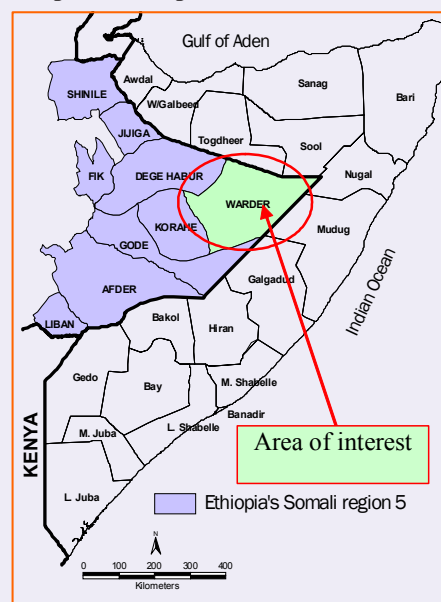 Gulf of Aden
Awdal
Sanag
Bari
SHINILE
W/Galbeed
JIJIGA
Togdheer
Sool
Nugal
FIK
DEGE HABUR
WARDER
KORAHE
Mudug
GODE
Galgadud
AFDER
Indian Ocean
LIBAN
Bakol
Hiran
Gedo
Bay
M. Shabelle
Banadir
L. Shabelle
M. Juba
KENYA
Area of interest
L. Juba
Ethiopia's Somali region 5
N
0 100 200 300 400
Kilometers